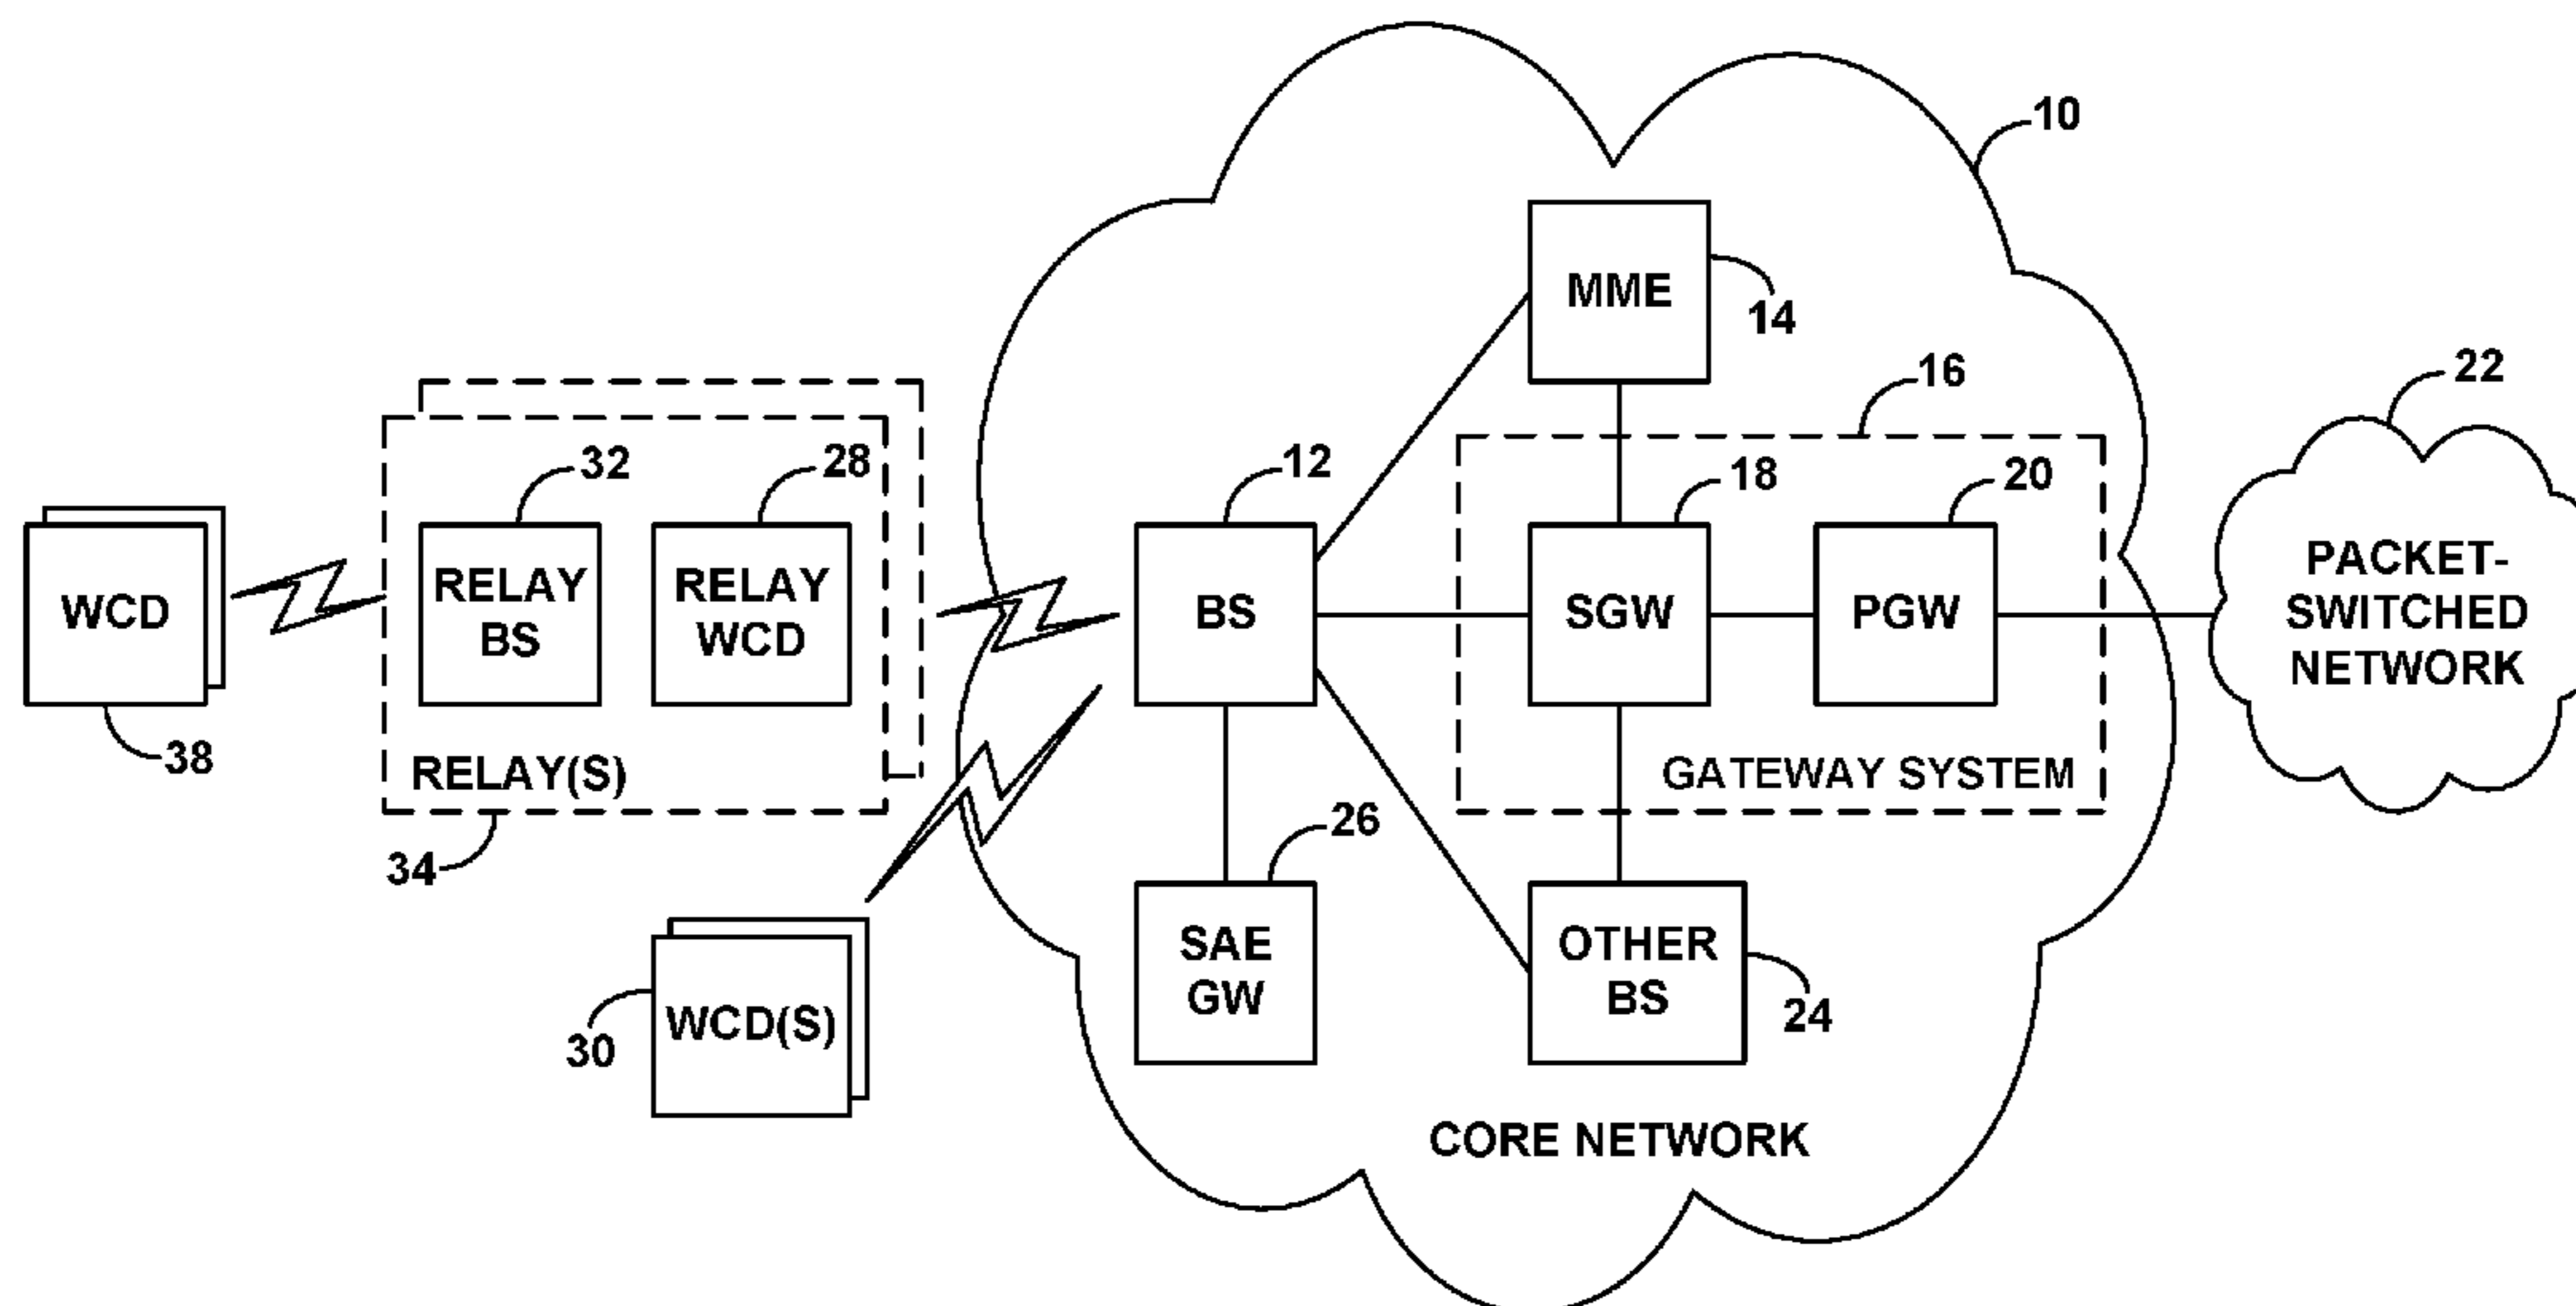 10
MME
14
16
22
32
28
12
18
20
WCD
RELAY
BS
RELAY
WCD
BS
SGW
PGW
PACKET-
SWITCHED
NETWORK
38
RELAY(S)
GATEWAY SYSTEM
34
26
SAE
GW
OTHER
BS
24
30
WCD(S)
CORE NETWORK